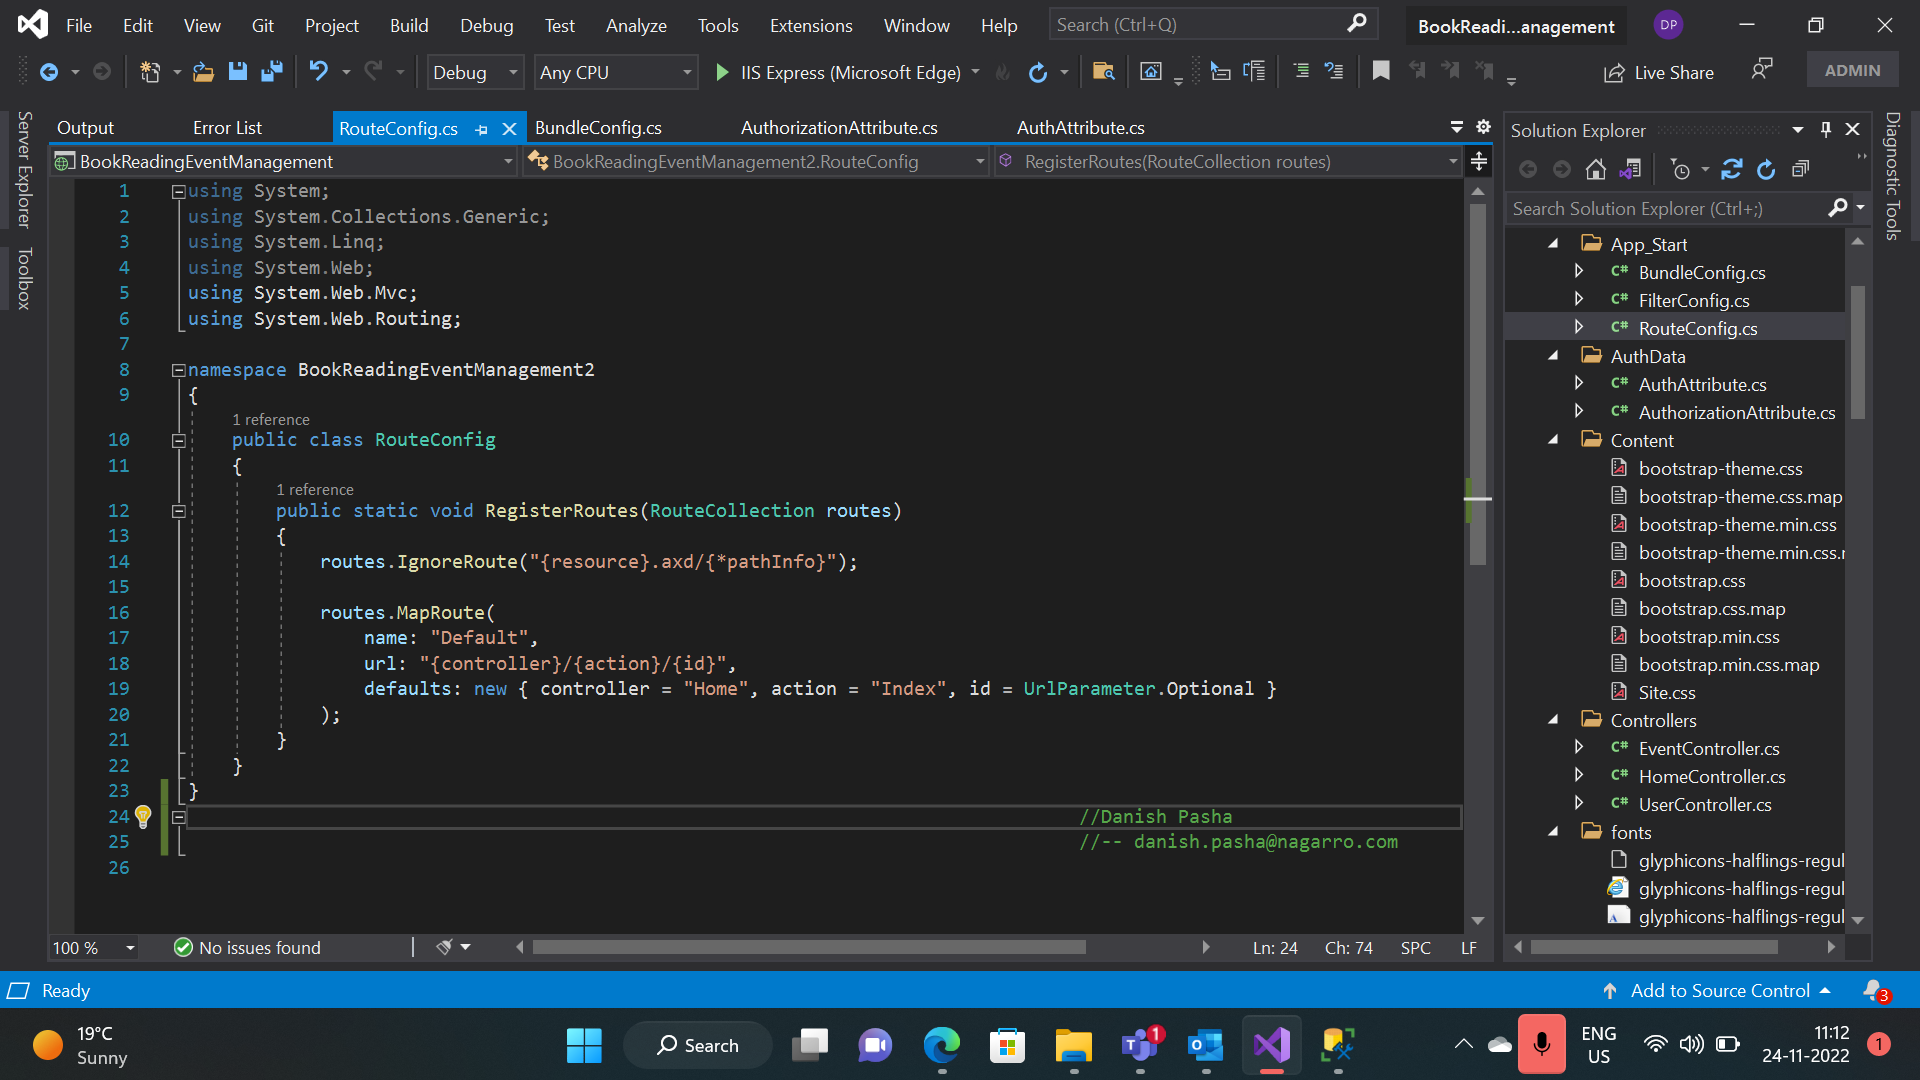 File Edit View Git Project Build Debug Test Analyze Tools Extensions Window Help Search (Ctrl+Q) BookReadi...anagement DP
Debug Any CPU IIS Express (Microsoft Edge) Live Share ADMIN
Server Explorer
Toolbox
Output Error List RouteConfig.cs BundleConfig.cs AuthorizationAttribute.cs AuthAttribute.cs
BookReadingEventManagement BookReadingEventManagement2.RouteConfig RegisterRoutes(RouteCollection routes)
1 using System;
2 using System.Collections.Generic;
3 using System.Linq;
4 using System.Web;
5 using System.Web.Mvc;
6 using System.Web.Routing;
7
8 namespace BookReadingEventManagement2
9 {
1 reference
10 public class RouteConfig
11 {
1 reference
12 public static void RegisterRoutes(RouteCollection routes)
13 {
14 routes.IgnoreRoute("{resource}.axd/{*pathInfo}");
15
16 routes.MapRoute(
17 name: "Default",
18 url: "{controller}/{action}/{id}",
19 defaults: new { controller = "Home", action = "Index", id = UrlParameter.Optional }
20 );
21 }
22 }
23 }
24 //Danish Pasha
25 //-- danish.pasha@nagarro.com
26
100 % No issues found Ln: 24 Ch: 74 SPC LF
Solution Explorer
Search Solution Explorer (Ctrl+;)
App_Start
C# BundleConfig.cs
C# FilterConfig.cs
C# RouteConfig.cs
AuthData
C# AuthAttribute.cs
C# AuthorizationAttribute.cs
Content
bootstrap-theme.css
bootstrap-theme.css.map
bootstrap-theme.min.css
bootstrap-theme.min.css.r
bootstrap.css
bootstrap.css.map
bootstrap.min.css
bootstrap.min.css.map
Site.css
Controllers
C# EventController.cs
C# HomeController.cs
C# UserController.cs
fonts
glyphicons-halflings-regul
glyphicons-halflings-regul
glyphicons-halflings-regul
Diagnostic Tools
Ready Add to Source Control 3
19°C
Sunny
Search
1
ENG
US
11:12
24-11-2022
1